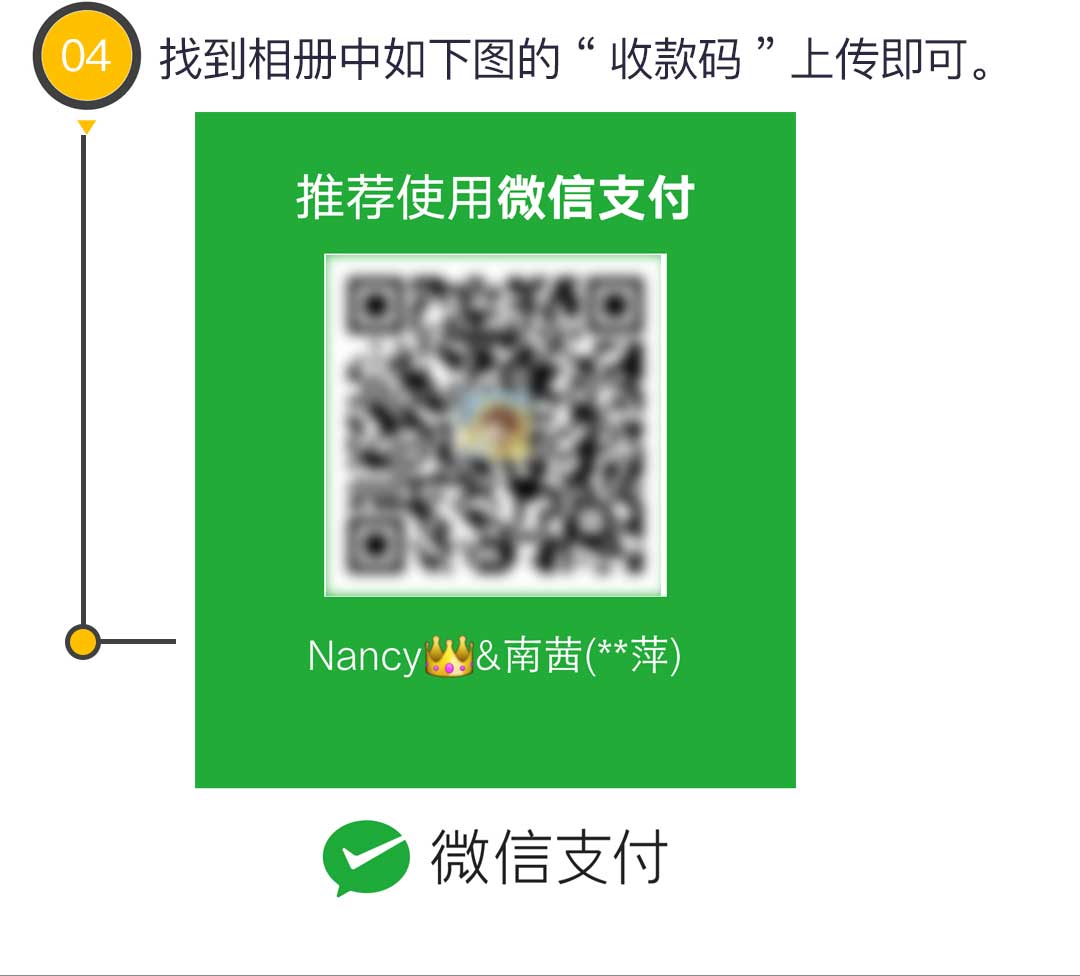 04
找到相册中如下图的“收款码”上传即可。
推荐使用微信支付
Nancy👑&南茜(**萍)
微信支付